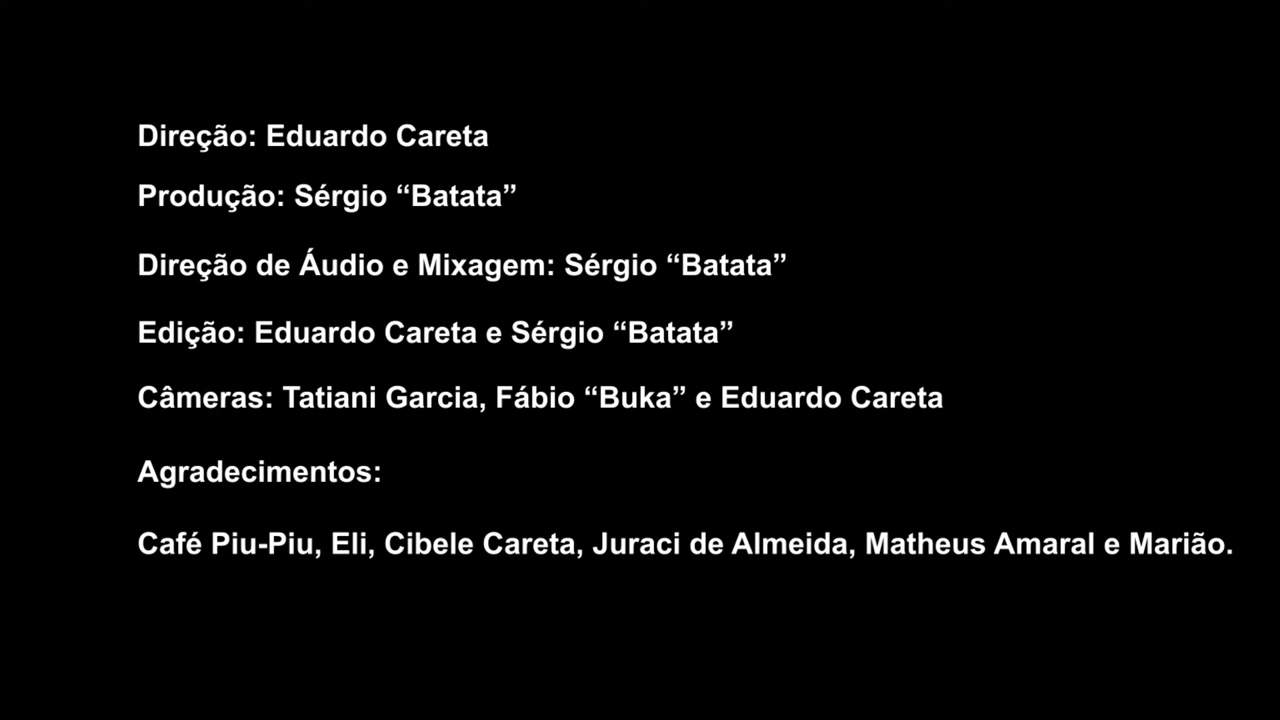 Direção: Eduardo Careta
Produção: Sérgio “Batata”
Direção de Áudio e Mixagem: Sérgio “Batata”
Edição: Eduardo Careta e Sérgio “Batata”
Câmeras: Tatiani Garcia, Fábio “Buka” e Eduardo Careta
Agradecimentos:
Café Piu-Piu, Eli, Cibele Careta, Juraci de Almeida, Matheus Amaral e Marião.